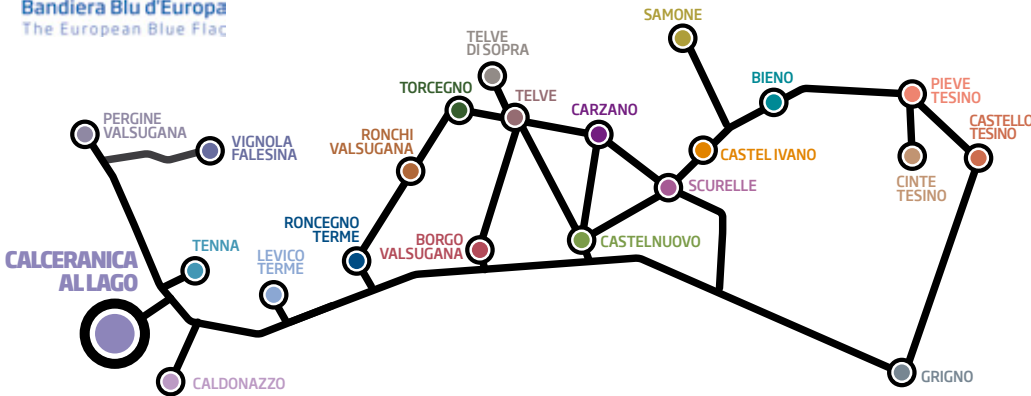 Bandiera Blu d'Europa
The European Blue Flag
SAMONE
TELVE
DI SOPRA
BIENO
PIEVE
TESINO
TORCEGNO
TELVE
CARZANO
CASTELLO
TESINO
PERGINE
VALSUGANA
VIGNOLA
FALESINA
RONCHI
VALSUGANA
CASTEL IVANO
CINTE
TESINO
SCURELLE
RONCEGNO
TERME
BORGO
VALSUGANA
CASTELNUOVO
TENNA
LEVICO
TERME
CALCERANICA
AL LAGO
CALDONAZZO
GRIGNO